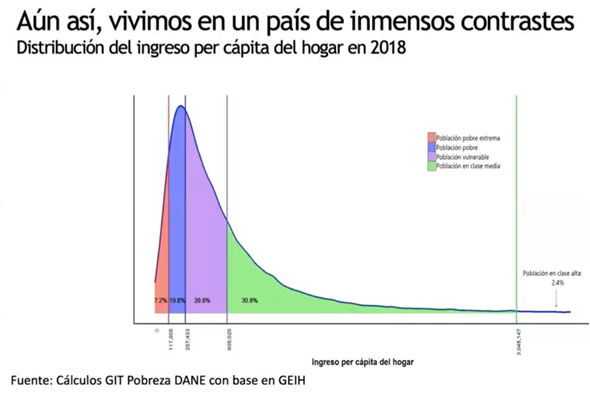 Aún así, vivimos en un país de inmensos contrastes
Distribución del ingreso per cápita del hogar en 2018
Población pobre extrema
Población pobre
Población vulnerable
Población en clase media
Población en clase alta:
2.4%
7.2%
19.8%
39.8%
30.8%
0
117,605
257,433
609,029
3,045,147
Ingreso per cápita del hogar
Fuente: Cálculos GIT Pobreza DANE con base en GEIH